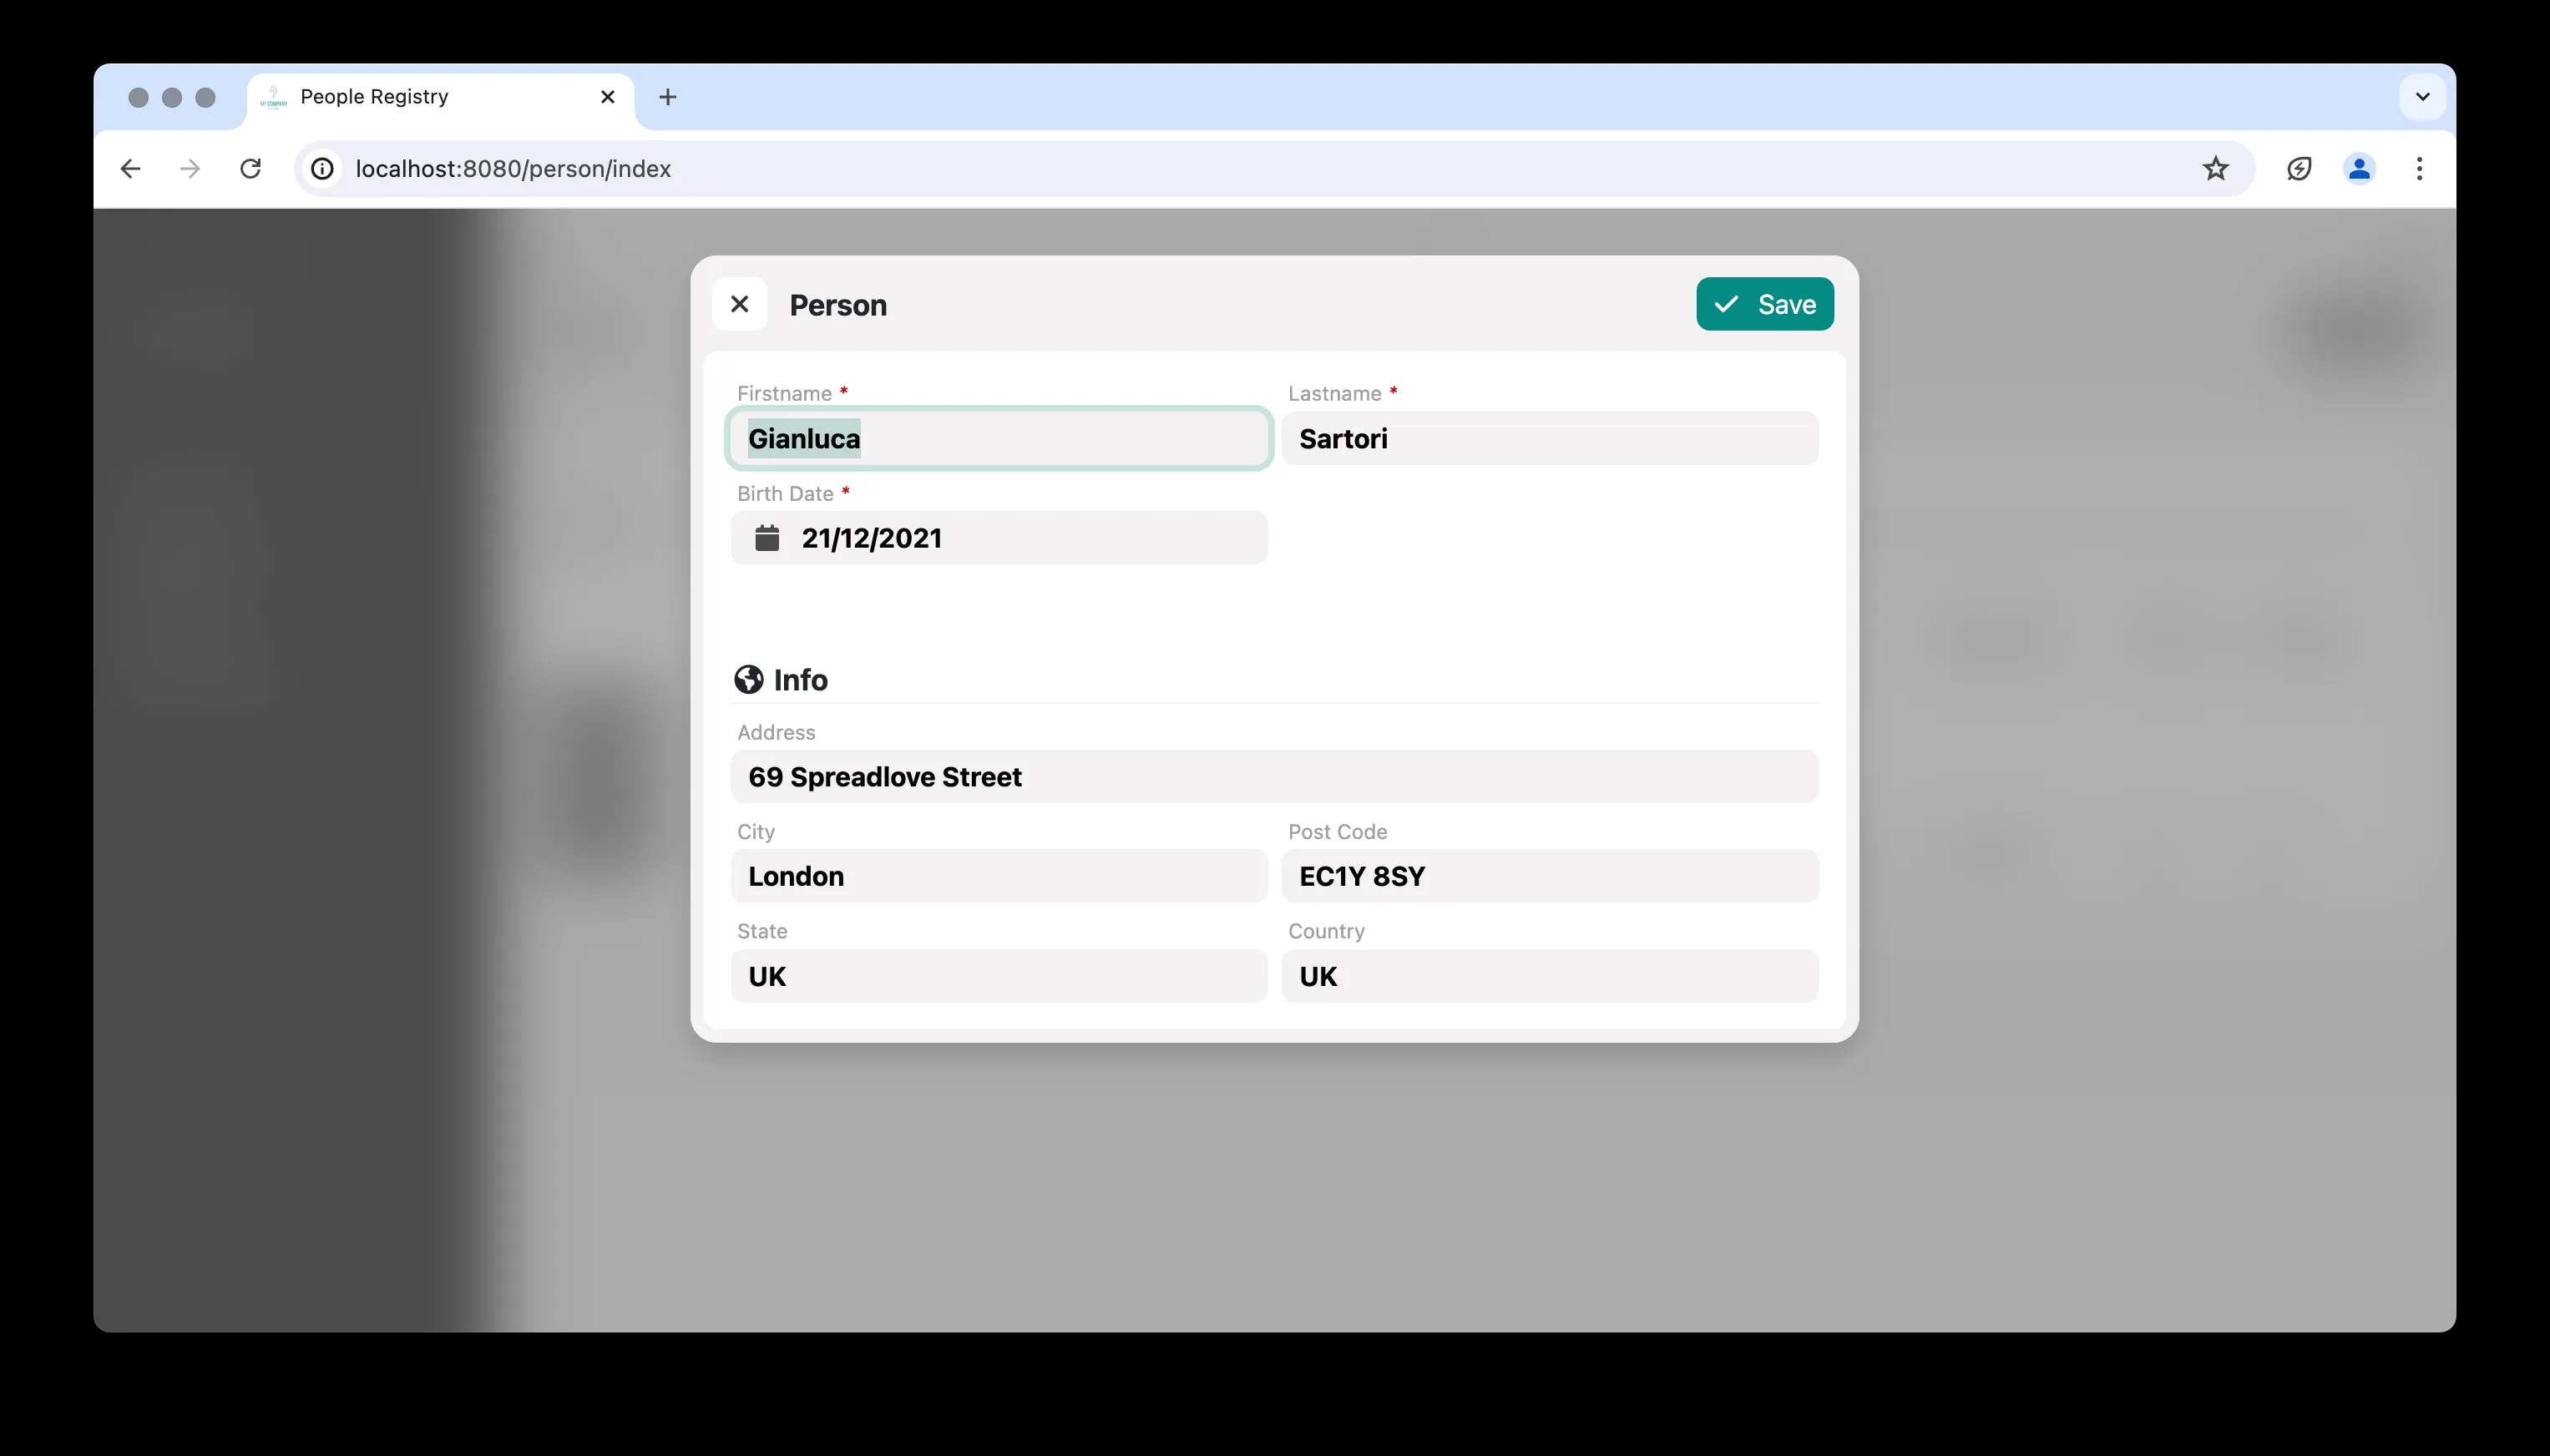 People Registry
localhost:8080/person/index
Person
Save
Firstname * Lastname *
Gianluca Sartori
Birth Date *
21/12/2021
Info
Address
69 Spreadlove Street
City Post Code
London EC1Y 8SY
State Country
UK UK